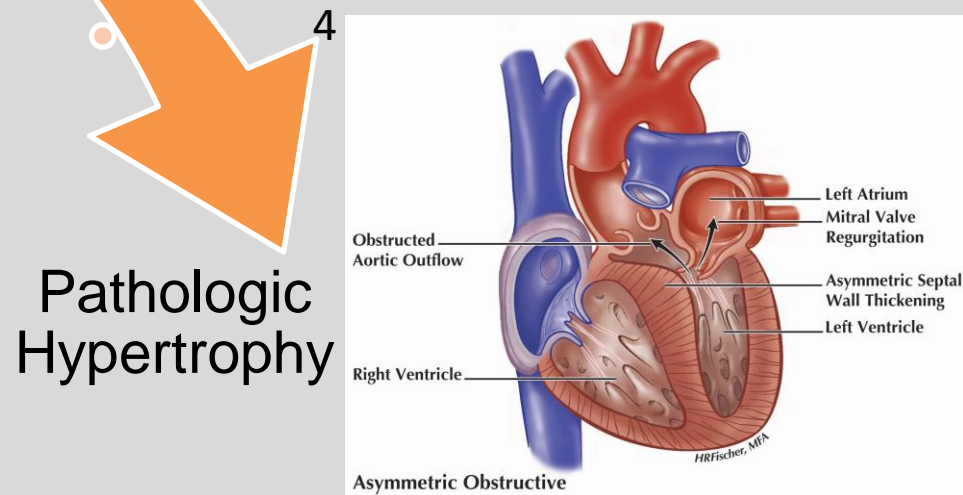 4
Pathologic
Hypertrophy
Obstructed
Aortic Outflow
Right Ventricle
Left Atrium
Mitral Valve
Regurgitation
Asymmetric Septal
Wall Thickening
Left Ventricle
HRFischer, MFA
Asymmetric Obstructive